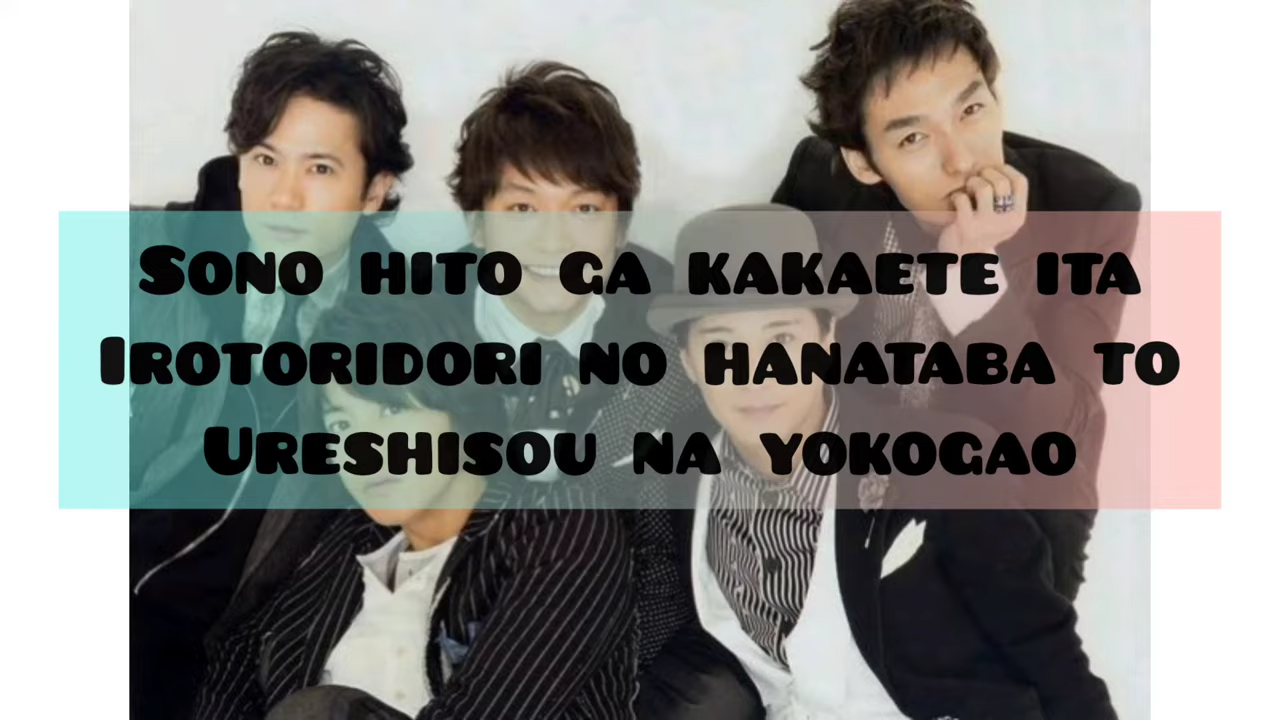 Sono hito ga kakaete ita
Irotoridori no hanataba to
Ureshisou na yokogao